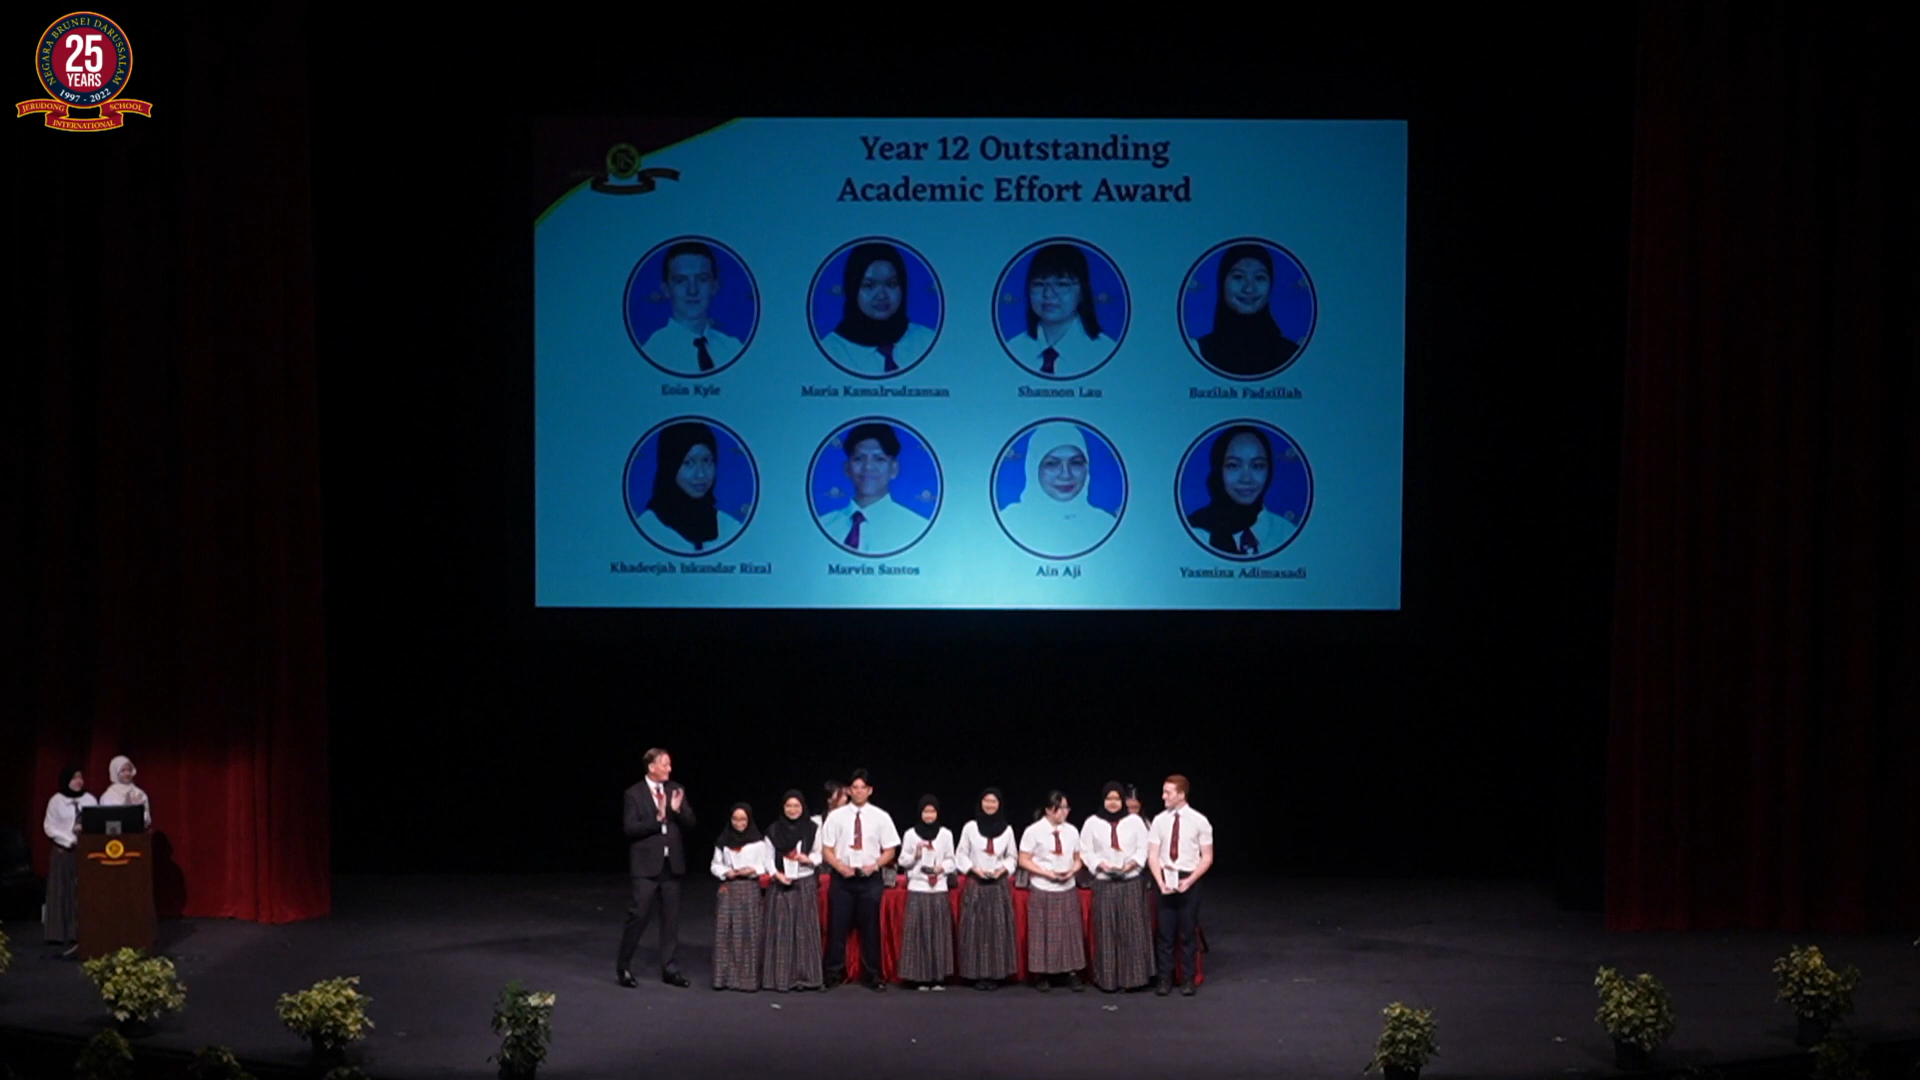 NEGARA BRUNEI DARUSSALAM
25
YEARS
1997 - 2022
JERUDONG SCHOOL
INTERNATIONAL
Year 12 Outstanding
Academic Effort Award
Eoin Kyle
Maria Kamalrudzaman
Shannon Lau
Bazilah Fadzillah
Khadeejah Iskandar Rizal
Marvin Santos
Ain Aji
Yasmina Adimasadi